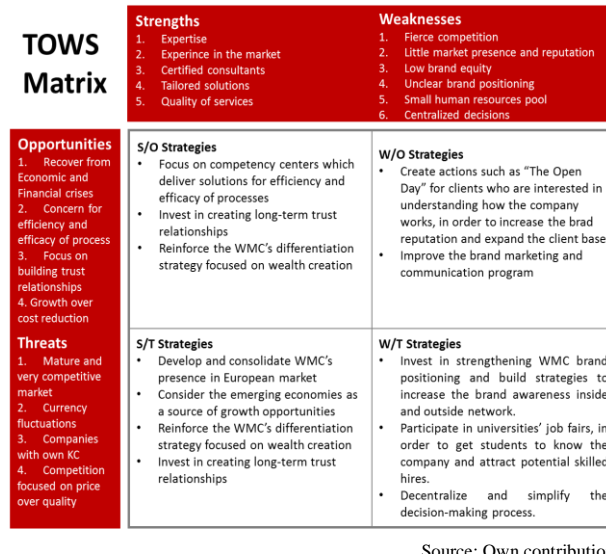 TOWS
Matrix
Strengths
1. Expertise
2. Experince in the market
3. Certified consultants
4. Tailored solutions
5. Quality of services
Weaknesses
1. Fierce competition
2. Little market presence and reputation
3. Low brand equity
4. Unclear brand positioning
5. Small human resources pool
6. Centralized decisions
Opportunities
1. Recover from
Economic and
Financial crises
2. Concern for
efficiency and
efficacy of process
3. Focus on
building trust
relationships
4. Growth over
cost reduction
S/O Strategies
• Focus on competency centers which
deliver solutions for efficiency and
efficacy of processes
• Invest in creating long-term trust
relationships
• Reinforce the WMC's differentiation
strategy focused on wealth creation
W/O Strategies
• Create actions such as "The Open
Day" for clients who are interested in
understanding how the company
works, in order to increase the brad
reputation and expand the client base
• Improve the brand marketing and
communication program
Threats
1. Mature and
very competitive
market
2. Currency
fluctuations
3. Companies
with own KC
4. Competition
focused on price
over quality
S/T Strategies
• Develop and consolidate WMC's
presence in European market
• Consider the emerging economies as
a source of growth opportunities
• Reinforce the WMC's differentiation
strategy focused on wealth creation
• Invest in creating long-term trust
relationships
W/T Strategies
• Invest in strengthening WMC brand
positioning and build strategies to
increase the brand awareness inside
and outside network.
• Participate in universities' job fairs, in
order to get students to know the
company and attract potential skilled
hires.
• Decentralize and simplify the
decision-making process.
Source: Own contributio